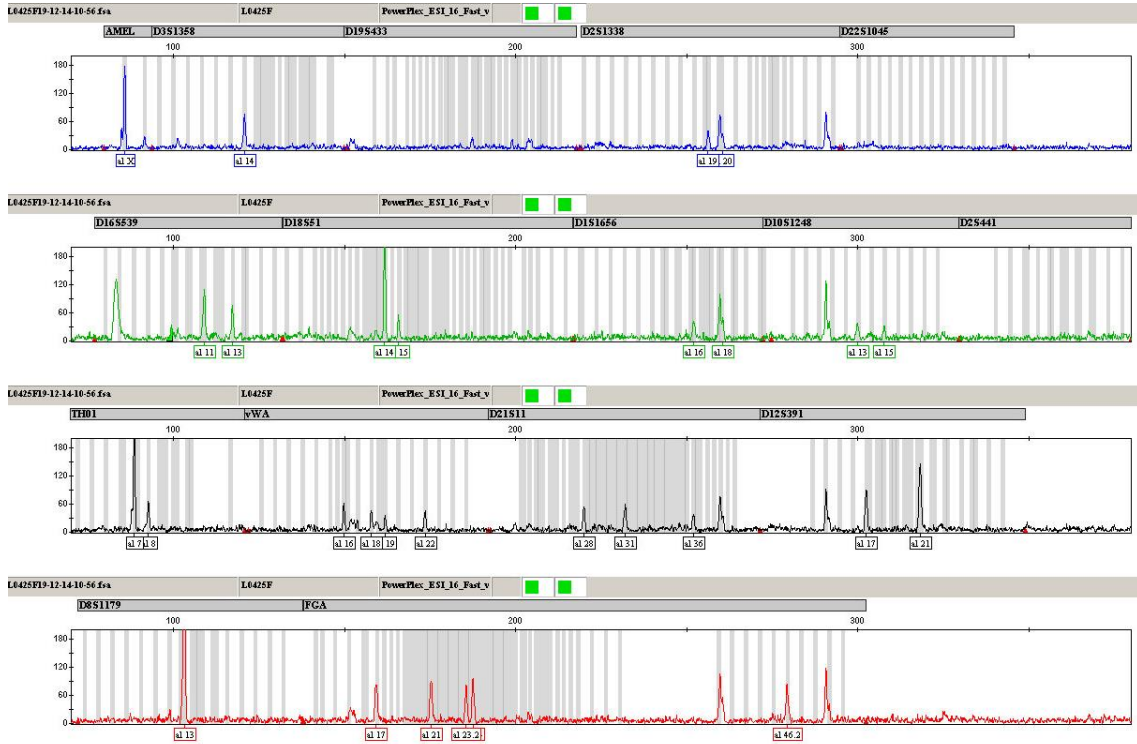 L0425F19-12-14-10-56.fsa L0425F PowerPlex_ESI_16_Fast_v
AMEL D3S1358 D19S433 D2S1338 D22S1045
100 200 300
180
120
60
0
al 14 al 19 20
L0425F19-12-14-10-56.fsa L0425F PowerPlex_ESI_16_Fast_v
D16S539 D18S51 D1S1656 D10S1248 D2S441
100 200 300
180
120
60
0
al 11 al 13 al 14 15 al 16 al 18 al 13 al 15
L0425F19-12-14-10-56.fsa L0425F PowerPlex_ESI_16_Fast_v
TH01 vWA D21S11 D12S391
100 200 300
180
120
60
0
al 7 al 8 al 16 al 18 19 al 22 al 28 al 31 al 36 al 17 al 21
L0425F19-12-14-10-56.fsa L0425F PowerPlex_ESI_16_Fast_v
D8S1179 FGA
100 200 300
180
120
60
0
al 13 al 17 al 21 al 23.2 al 46.2